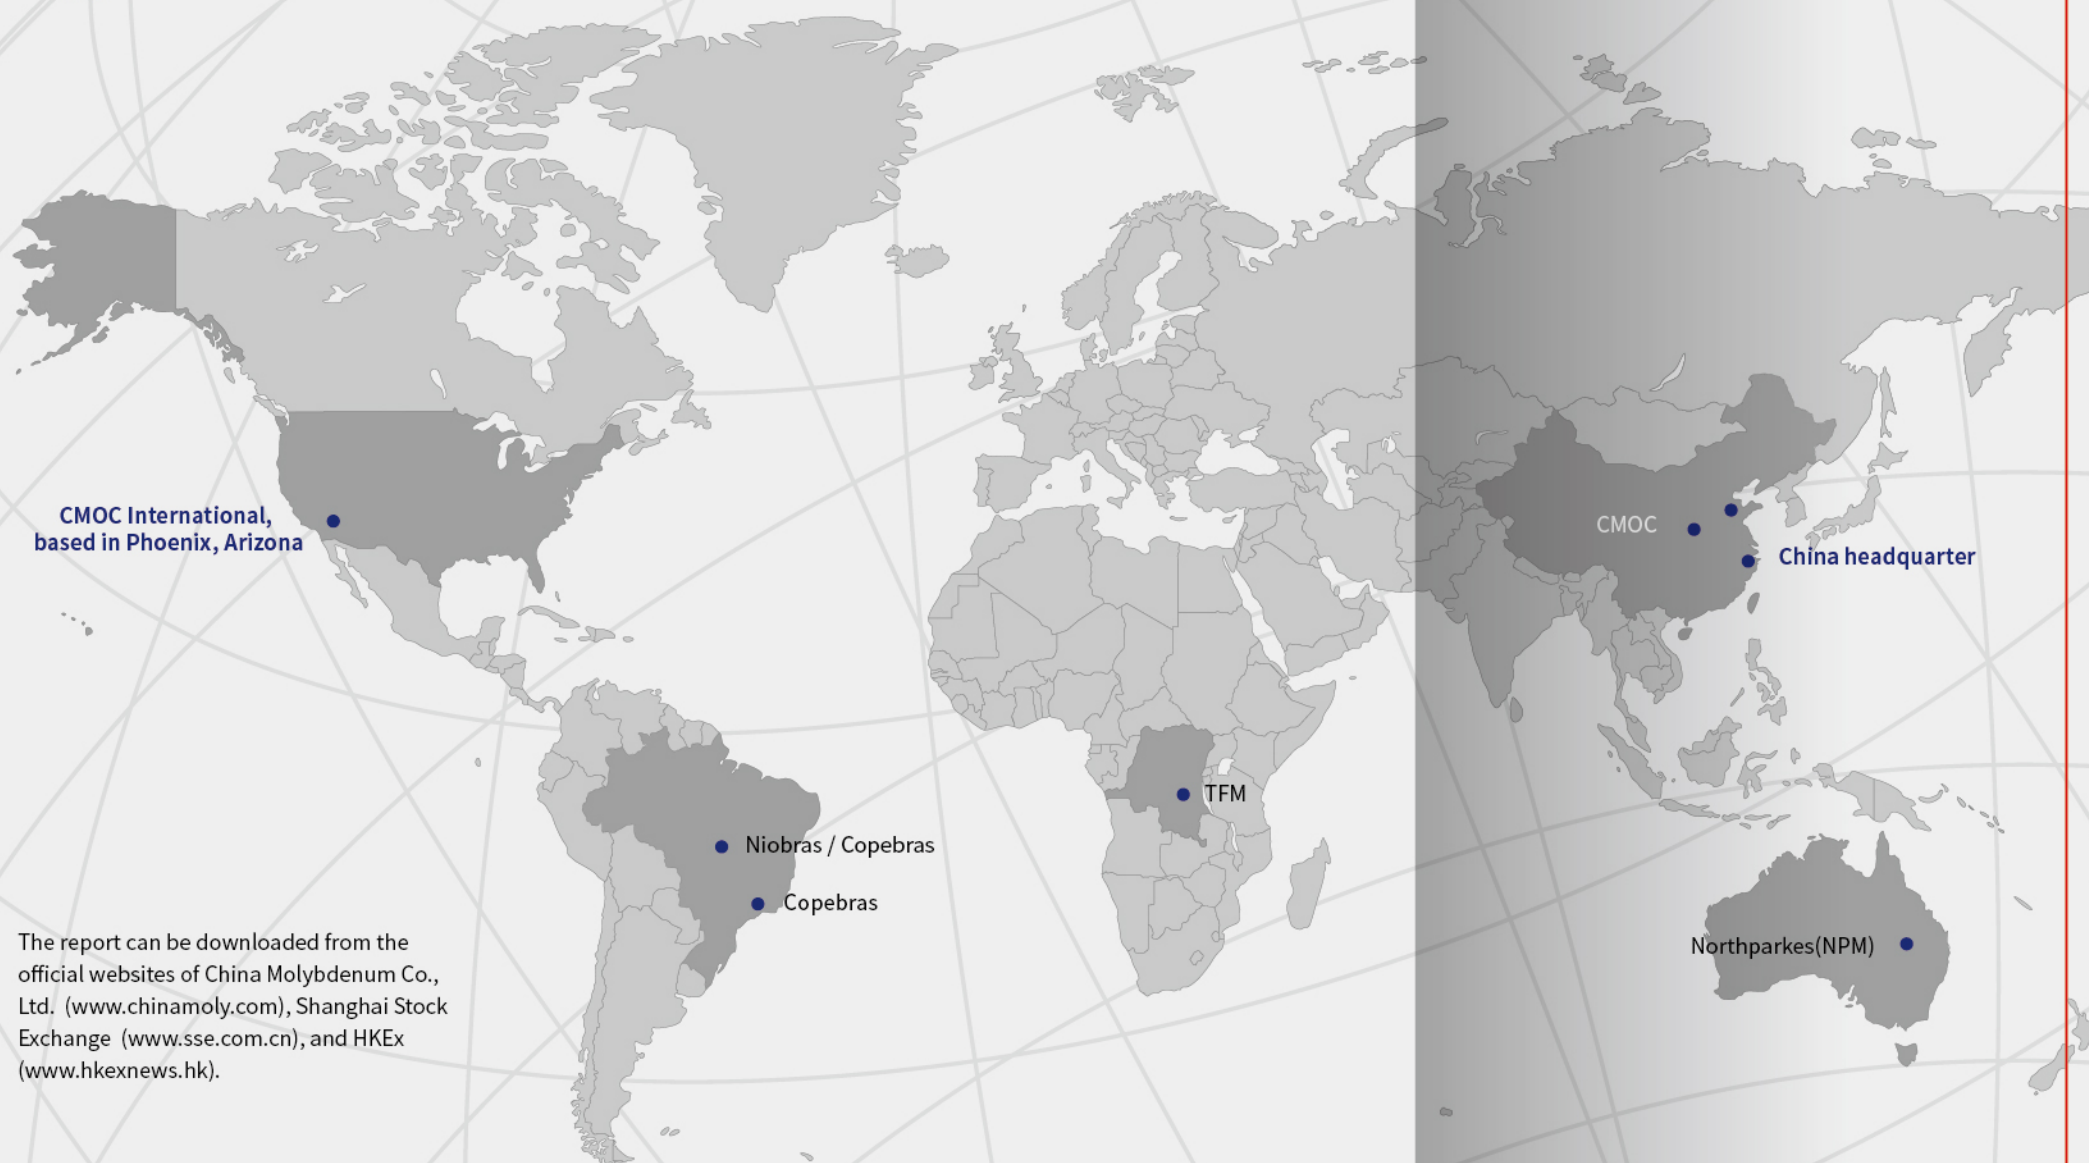 CMOC International,
based in Phoenix, Arizona
CMOC
China headquarter
TFM
Niobras / Copebras
Copebras
Northparkes(NPM)
The report can be downloaded from the
official websites of China Molybdenum Co.,
Ltd. (www.chinamoly.com), Shanghai Stock
Exchange (www.sse.com.cn), and HKEx
(www.hkexnews.hk).